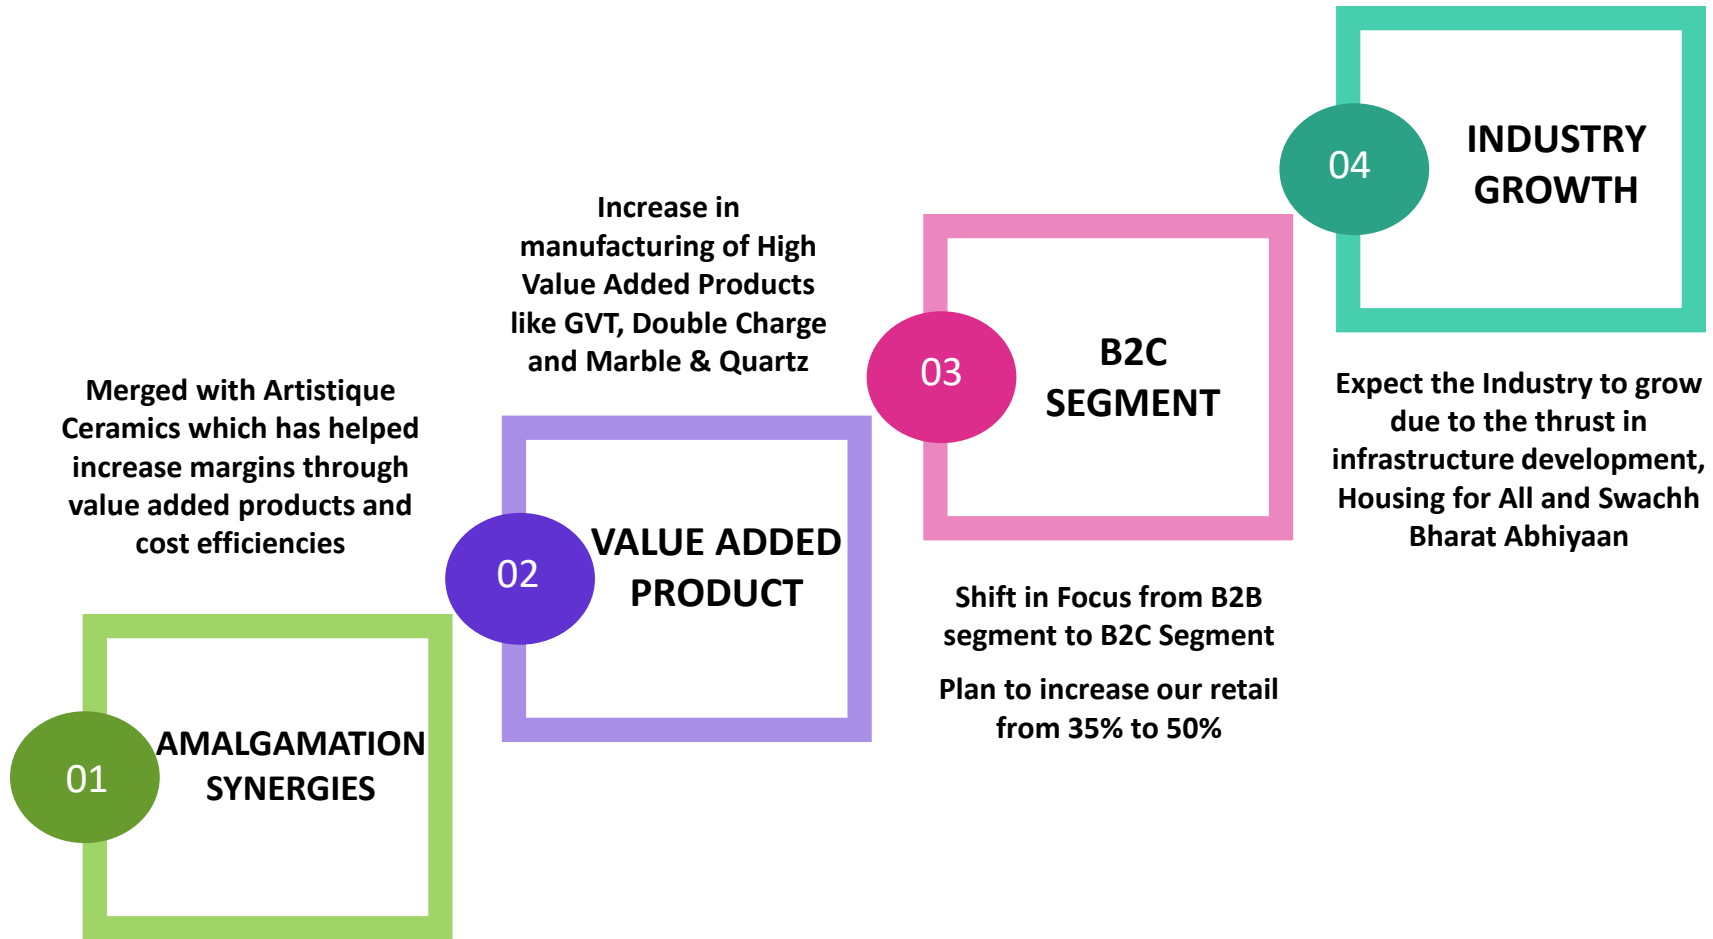 Merged with Artistique
Ceramics which has helped
increase margins through
value added products and
cost efficiencies
01
AMALGAMATION
SYNERGIES
Increase in
manufacturing of High
Value Added Products
like GVT, Double Charge
and Marble & Quartz
02
VALUE ADDED
PRODUCT
03
B2C
SEGMENT
Shift in Focus from B2B
segment to B2C Segment
Plan to increase our retail
from 35% to 50%
04
INDUSTRY
GROWTH
Expect the Industry to grow
due to the thrust in
infrastructure development,
Housing for All and Swachh
Bharat Abhiyaan